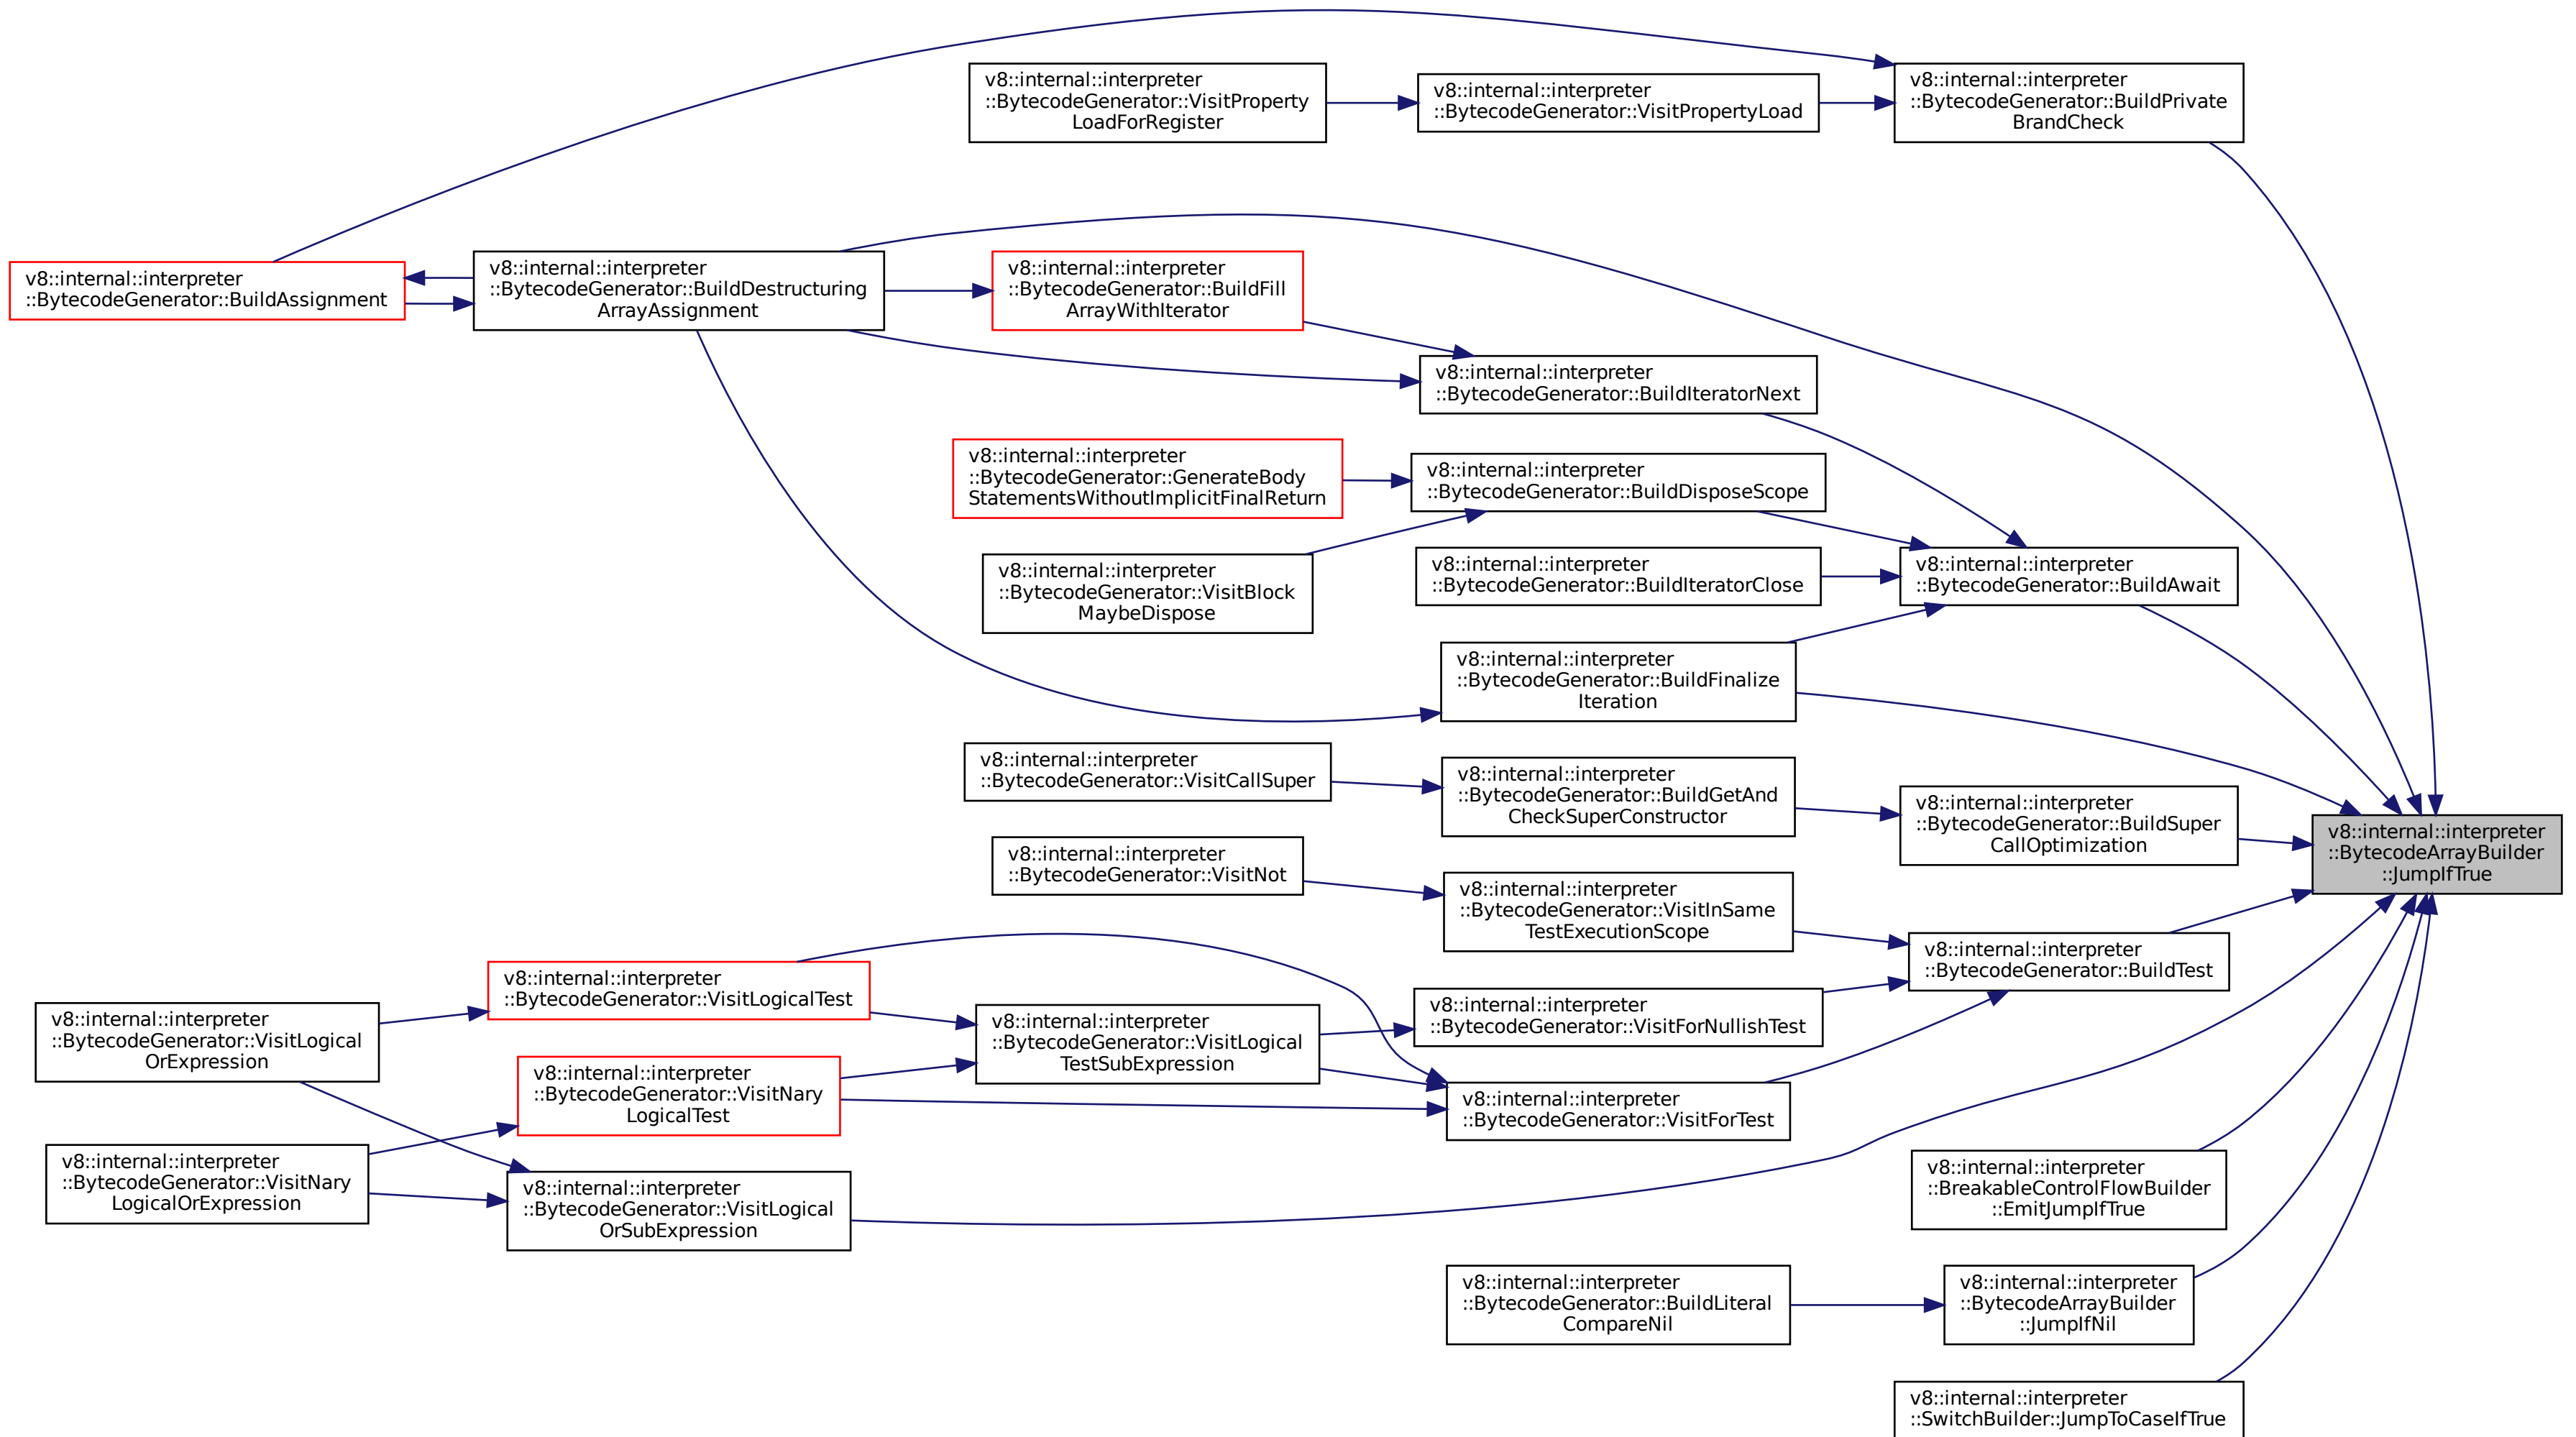 v8::internal::interpreter
::BytecodeGenerator::VisitProperty
LoadForRegister
v8::internal::interpreter
::BytecodeGenerator::VisitPropertyLoad
v8::internal::interpreter
::BytecodeGenerator::BuildPrivate
BrandCheck
v8::internal::interpreter
::BytecodeGenerator::BuildAssignment
v8::internal::interpreter
::BytecodeGenerator::BuildDestructuring
ArrayAssignment
v8::internal::interpreter
::BytecodeGenerator::BuildFill
ArrayWithIterator
v8::internal::interpreter
::BytecodeGenerator::BuildIteratorNext
v8::internal::interpreter
::BytecodeGenerator::GenerateBody
StatementsWithoutImplicitFinalReturn
v8::internal::interpreter
::BytecodeGenerator::BuildDisposeScope
v8::internal::interpreter
::BytecodeGenerator::VisitBlock
MaybeDispose
v8::internal::interpreter
::BytecodeGenerator::BuildIteratorClose
v8::internal::interpreter
::BytecodeGenerator::BuildAwait
v8::internal::interpreter
::BytecodeGenerator::BuildFinalize
Iteration
v8::internal::interpreter
::BytecodeGenerator::VisitCallSuper
v8::internal::interpreter
::BytecodeGenerator::BuildGetAnd
CheckSuperConstructor
v8::internal::interpreter
::BytecodeGenerator::BuildSuper
CallOptimization
v8::internal::interpreter
::BytecodeArrayBuilder
::JumpIfTrue
v8::internal::interpreter
::BytecodeGenerator::VisitNot
v8::internal::interpreter
::BytecodeGenerator::VisitInSame
TestExecutionScope
v8::internal::interpreter
::BytecodeGenerator::BuildTest
v8::internal::interpreter
::BytecodeGenerator::VisitLogicalTest
v8::internal::interpreter
::BytecodeGenerator::VisitLogical
OrExpression
v8::internal::interpreter
::BytecodeGenerator::VisitLogical
TestSubExpression
v8::internal::interpreter
::BytecodeGenerator::VisitForNullishTest
v8::internal::interpreter
::BytecodeGenerator::VisitNary
LogicalTest
v8::internal::interpreter
::BytecodeGenerator::VisitForTest
v8::internal::interpreter
::BytecodeGenerator::VisitNary
LogicalOrExpression
v8::internal::interpreter
::BytecodeGenerator::VisitLogical
OrSubExpression
v8::internal::interpreter
::BreakableControlFlowBuilder
::EmitJumpIfTrue
v8::internal::interpreter
::BytecodeGenerator::BuildLiteral
CompareNil
v8::internal::interpreter
::BytecodeArrayBuilder
::JumpIfNil
v8::internal::interpreter
::SwitchBuilder::JumpToCaseIfTrue